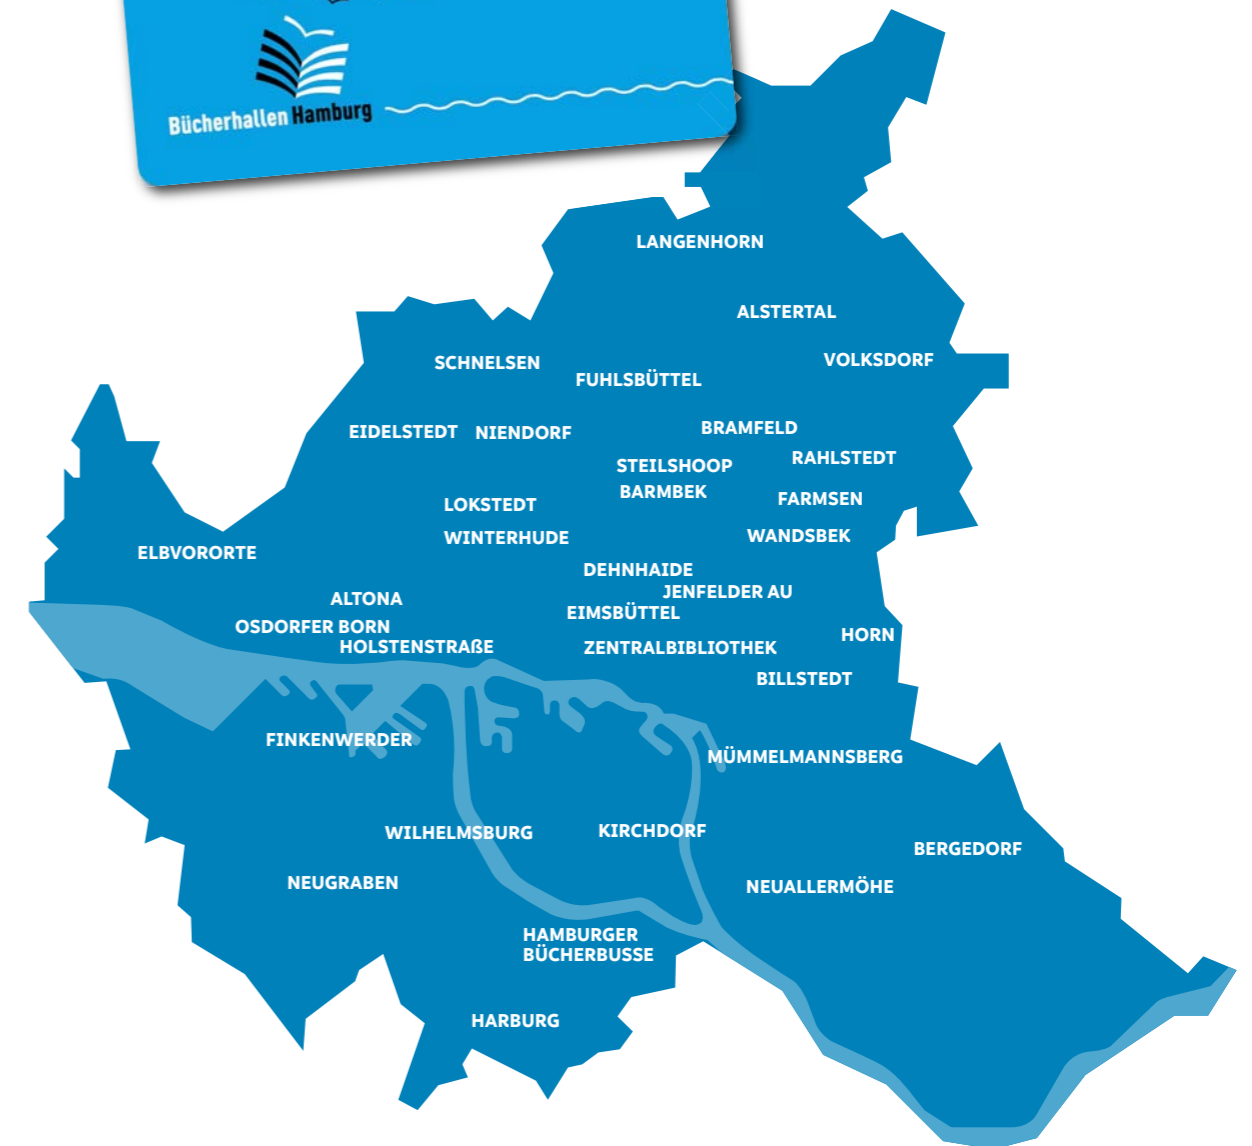 Bücherhallen Hamburg
LANGENHORN
ALSTERTAL
VOLKSDORF
SCHNELSEN
FUHLSBÜTTEL
BRAMFELD
EIDELSTEDT
NIENDORF
STEILSHOOP
RAHLSTEDT
BARMBEK
FARMSEN
LOKSTEDT
WINTERHUDE
WANDSBEK
ELBVORORTE
DEHNHAIDE
JENFELDER AU
ALTONA
EIMSBÜTTEL
OSDORFER BORN
HORN
HOLSTENSTRAßE
ZENTRALBIBLIOTHEK
BILLSTEDT
FINKENWERDER
MÜMMELMANNSBERG
WILHELMSBURG
KIRCHDORF
BERGEDORF
NEUGRABEN
NEUALLERMÖHE
HAMBURGER
BÜCHERBUSSE
HARBURG